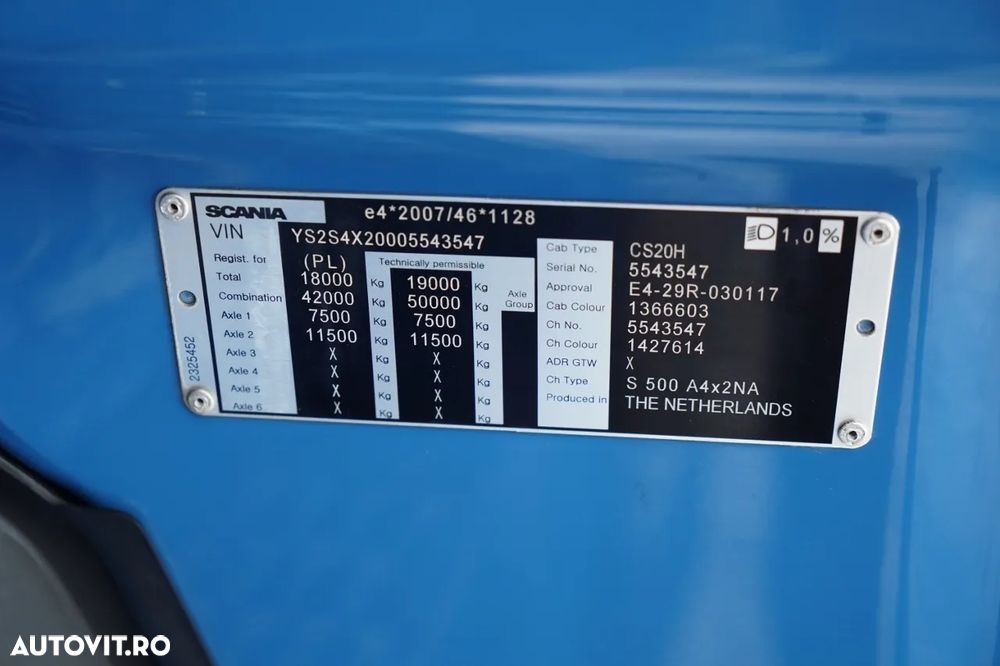 SCANIA e4*2007/46*1128
VIN YS2S4X20005543547
1,0%
Regist. for (PL) Technically permissible
Total 18000 Kg 19000 Kg Axle Group
Combination 42000 Kg 50000 Kg
Axle 1 7500 Kg 7500 Kg
Axle 2 11500 Kg 11500 Kg
Axle 3 X Kg X Kg
Axle 4 X Kg X Kg
Axle 5 X Kg X Kg
Axle 6 X Kg X Kg
Cab Type CS20H
Serial No. 5543547
Approval E4-29R-030117
Cab Colour 1366603
Ch No. 5543547
Ch Colour 1427614
ADR GTW X
Ch Type S 500 A4x2NA
Produced in THE NETHERLANDS
2325452
AUTOVIT.RO